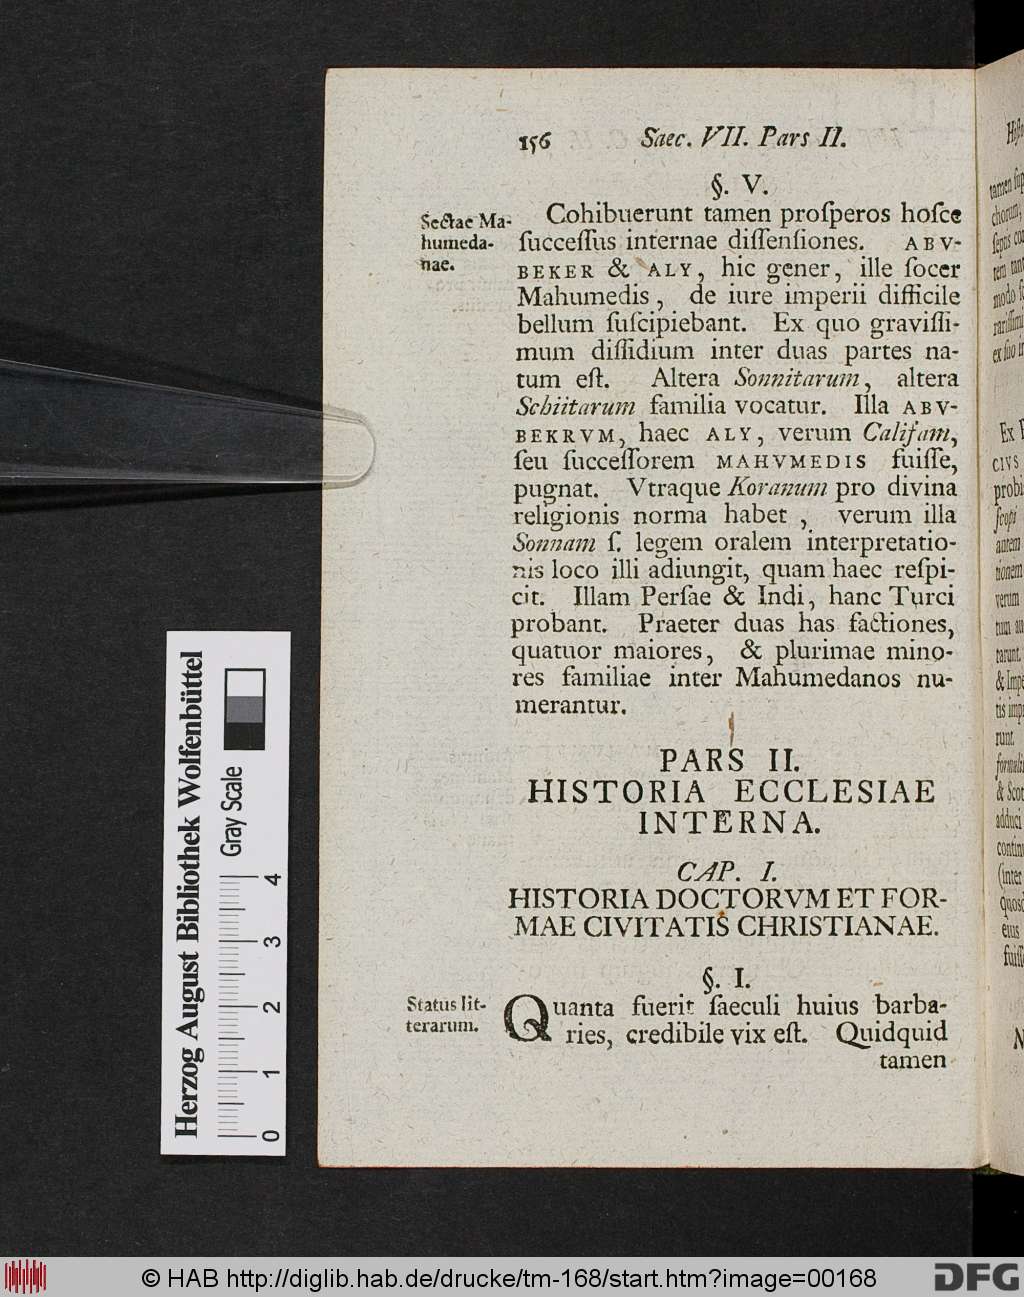 156 Saec. VII. Pars II.
§. V.
Sectae Ma-
humeda-
nae.
Cohibuerunt tamen proſperos hoſce
ſucceſſus internae diſſenſiones. ABV-
BEKER & ALY, hic gener, ille ſocer
Mahumedis, de iure imperii difficile
bellum ſuſcipiebant. Ex quo graviſſi-
mum diſſidium inter duas partes na-
tum eſt. Altera Sonnitarum, altera
Schiitarum familia vocatur. Illa ABV-
BEKRVM, haec ALY, verum Califam,
ſeu ſucceſſorem MAHVMEDIS fuiſſe,
pugnat. Vtraque Koranum pro divina
religionis norma habet, verum illa
Sonnam ſ. legem oralem interpretatio-
nis loco illi adiungit, quam haec reſpi-
cit. Illam Perſae & Indi, hanc Turci
probant. Praeter duas has factiones,
quatuor maiores, & plurimae mino-
res familiae inter Mahumedanos nu-
merantur.
PARS II.
HISTORIA ECCLESIAE
INTERNA.
CAP. I.
HISTORIA DOCTORVM ET FOR-
MAE CIVITATIS CHRISTIANAE.
§. I.
Status lit-
terarum.
Quanta fuerit ſaeculi huius barba-
ries, credibile vix eſt. Quidquid
tamen
Herzog August Bibliothek Wolfenbüttel
Gray Scale
0 1 2 3 4
© HAB http://diglib.hab.de/drucke/tm-168/start.htm?image=00168
DFG